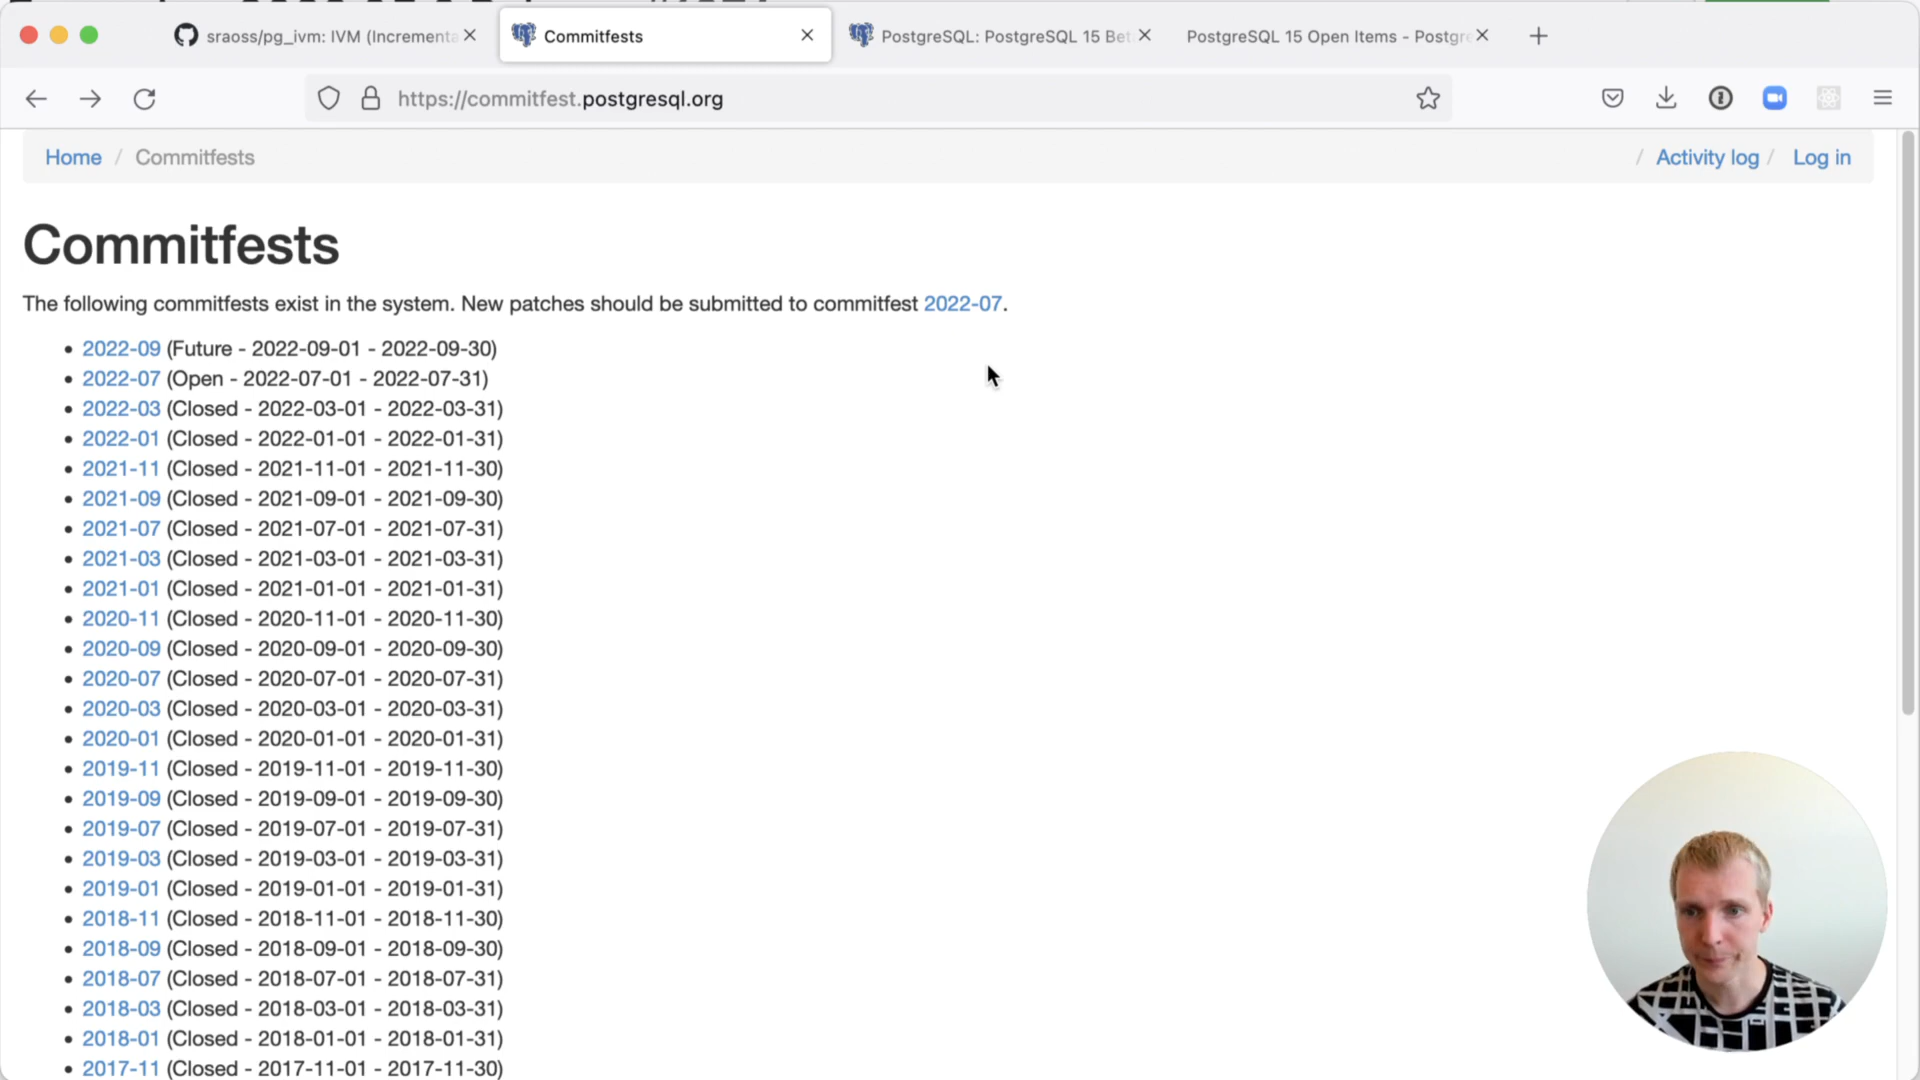 sraoss/pg_ivm: IVM (Incrementa
Commitfests
PostgreSQL: PostgreSQL 15 Bet
PostgreSQL 15 Open Items - Postgre
https://commitfest.postgresql.org
Home / Commitfests
/ Activity log / Log in
Commitfests
The following commitfests exist in the system. New patches should be submitted to commitfest 2022-07.
2022-09 (Future - 2022-09-01 - 2022-09-30)
2022-07 (Open - 2022-07-01 - 2022-07-31)
2022-03 (Closed - 2022-03-01 - 2022-03-31)
2022-01 (Closed - 2022-01-01 - 2022-01-31)
2021-11 (Closed - 2021-11-01 - 2021-11-30)
2021-09 (Closed - 2021-09-01 - 2021-09-30)
2021-07 (Closed - 2021-07-01 - 2021-07-31)
2021-03 (Closed - 2021-03-01 - 2021-03-31)
2021-01 (Closed - 2021-01-01 - 2021-01-31)
2020-11 (Closed - 2020-11-01 - 2020-11-30)
2020-09 (Closed - 2020-09-01 - 2020-09-30)
2020-07 (Closed - 2020-07-01 - 2020-07-31)
2020-03 (Closed - 2020-03-01 - 2020-03-31)
2020-01 (Closed - 2020-01-01 - 2020-01-31)
2019-11 (Closed - 2019-11-01 - 2019-11-30)
2019-09 (Closed - 2019-09-01 - 2019-09-30)
2019-07 (Closed - 2019-07-01 - 2019-07-31)
2019-03 (Closed - 2019-03-01 - 2019-03-31)
2019-01 (Closed - 2019-01-01 - 2019-01-31)
2018-11 (Closed - 2018-11-01 - 2018-11-30)
2018-09 (Closed - 2018-09-01 - 2018-09-30)
2018-07 (Closed - 2018-07-01 - 2018-07-31)
2018-03 (Closed - 2018-03-01 - 2018-03-31)
2018-01 (Closed - 2018-01-01 - 2018-01-31)
2017-11 (Closed - 2017-11-01 - 2017-11-30)